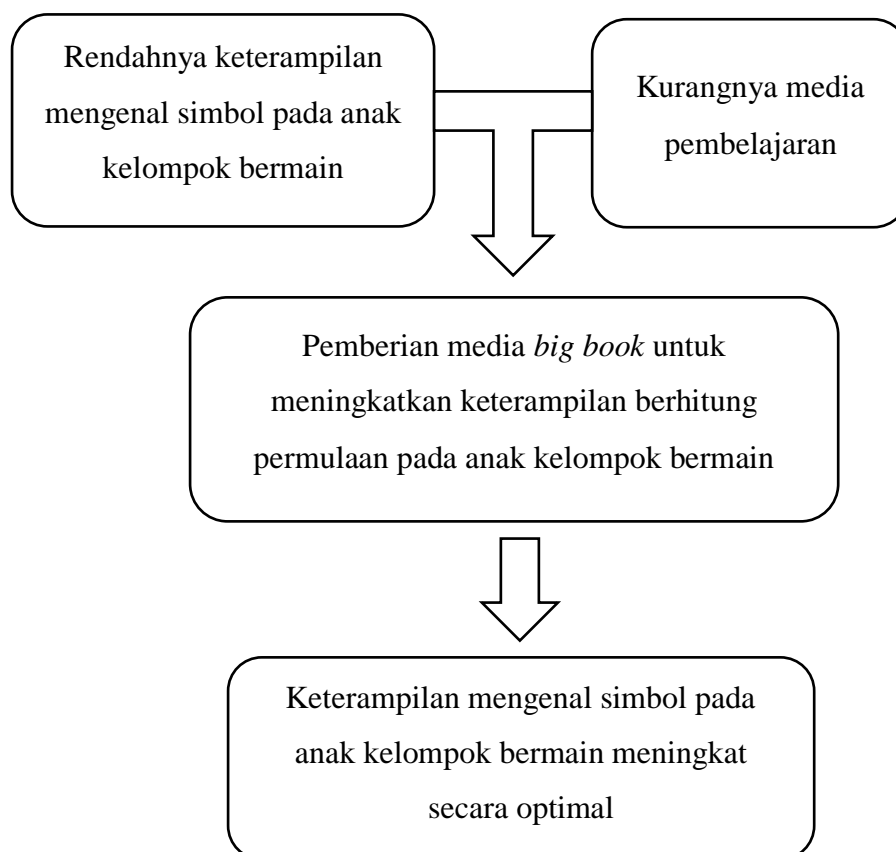 Rendahnya keterampilan
mengenal simbol pada anak
kelompok bermain
Kurangnya media
pembelajaran
Pemberian media big book untuk
meningkatkan keterampilan berhitung
permulaan pada anak kelompok bermain
Keterampilan mengenal simbol pada
anak kelompok bermain meningkat
secara optimal